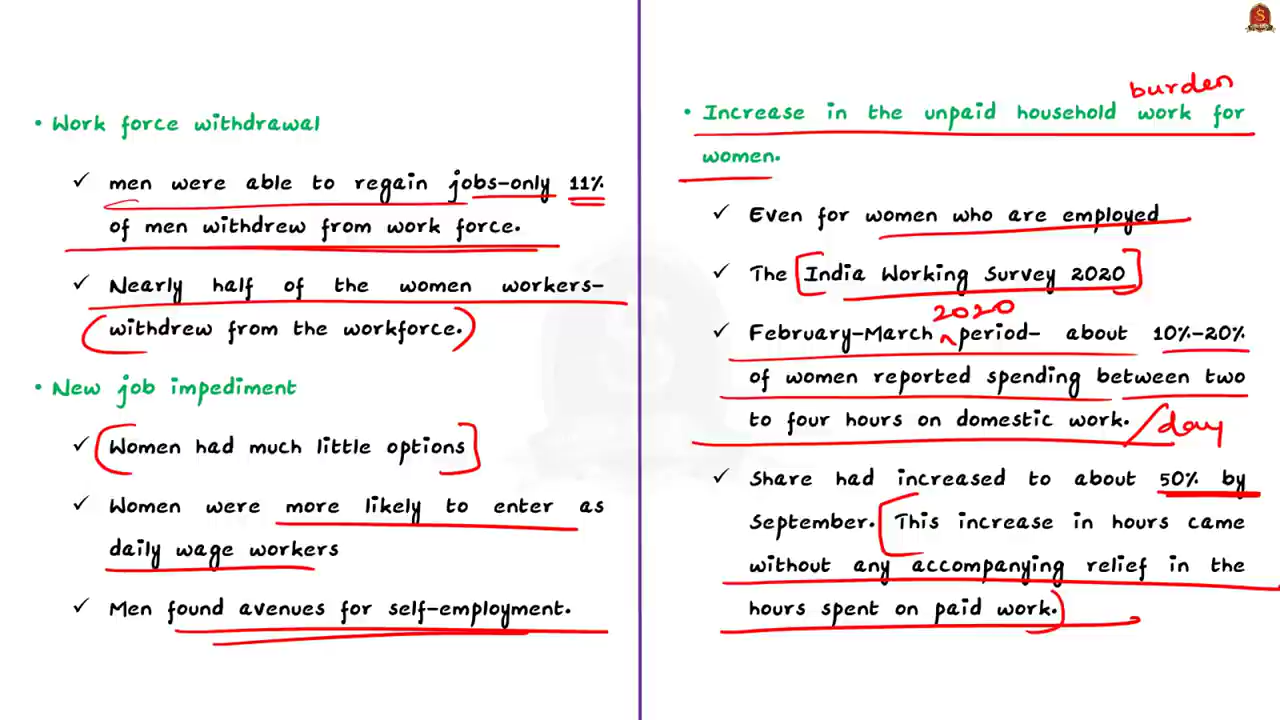 • Work force withdrawal
✓ men were able to regain jobs-only 11%
of men withdrew from work force.
✓ Nearly half of the women workers-
withdrew from the workforce.
• New job impediment
✓ Women had much little options
✓ Women were more likely to enter as
daily wage workers
✓ Men found avenues for self-employment.
burden
• Increase in the unpaid household work for
women.
✓ Even for women who are employed
✓ The India Working Survey 2020
2020
✓ February-March period- about 10%-20%
of women reported spending between two
to four hours on domestic work. /day
✓ Share had increased to about 50% by
September. This increase in hours came
without any accompanying relief in the
hours spent on paid work.